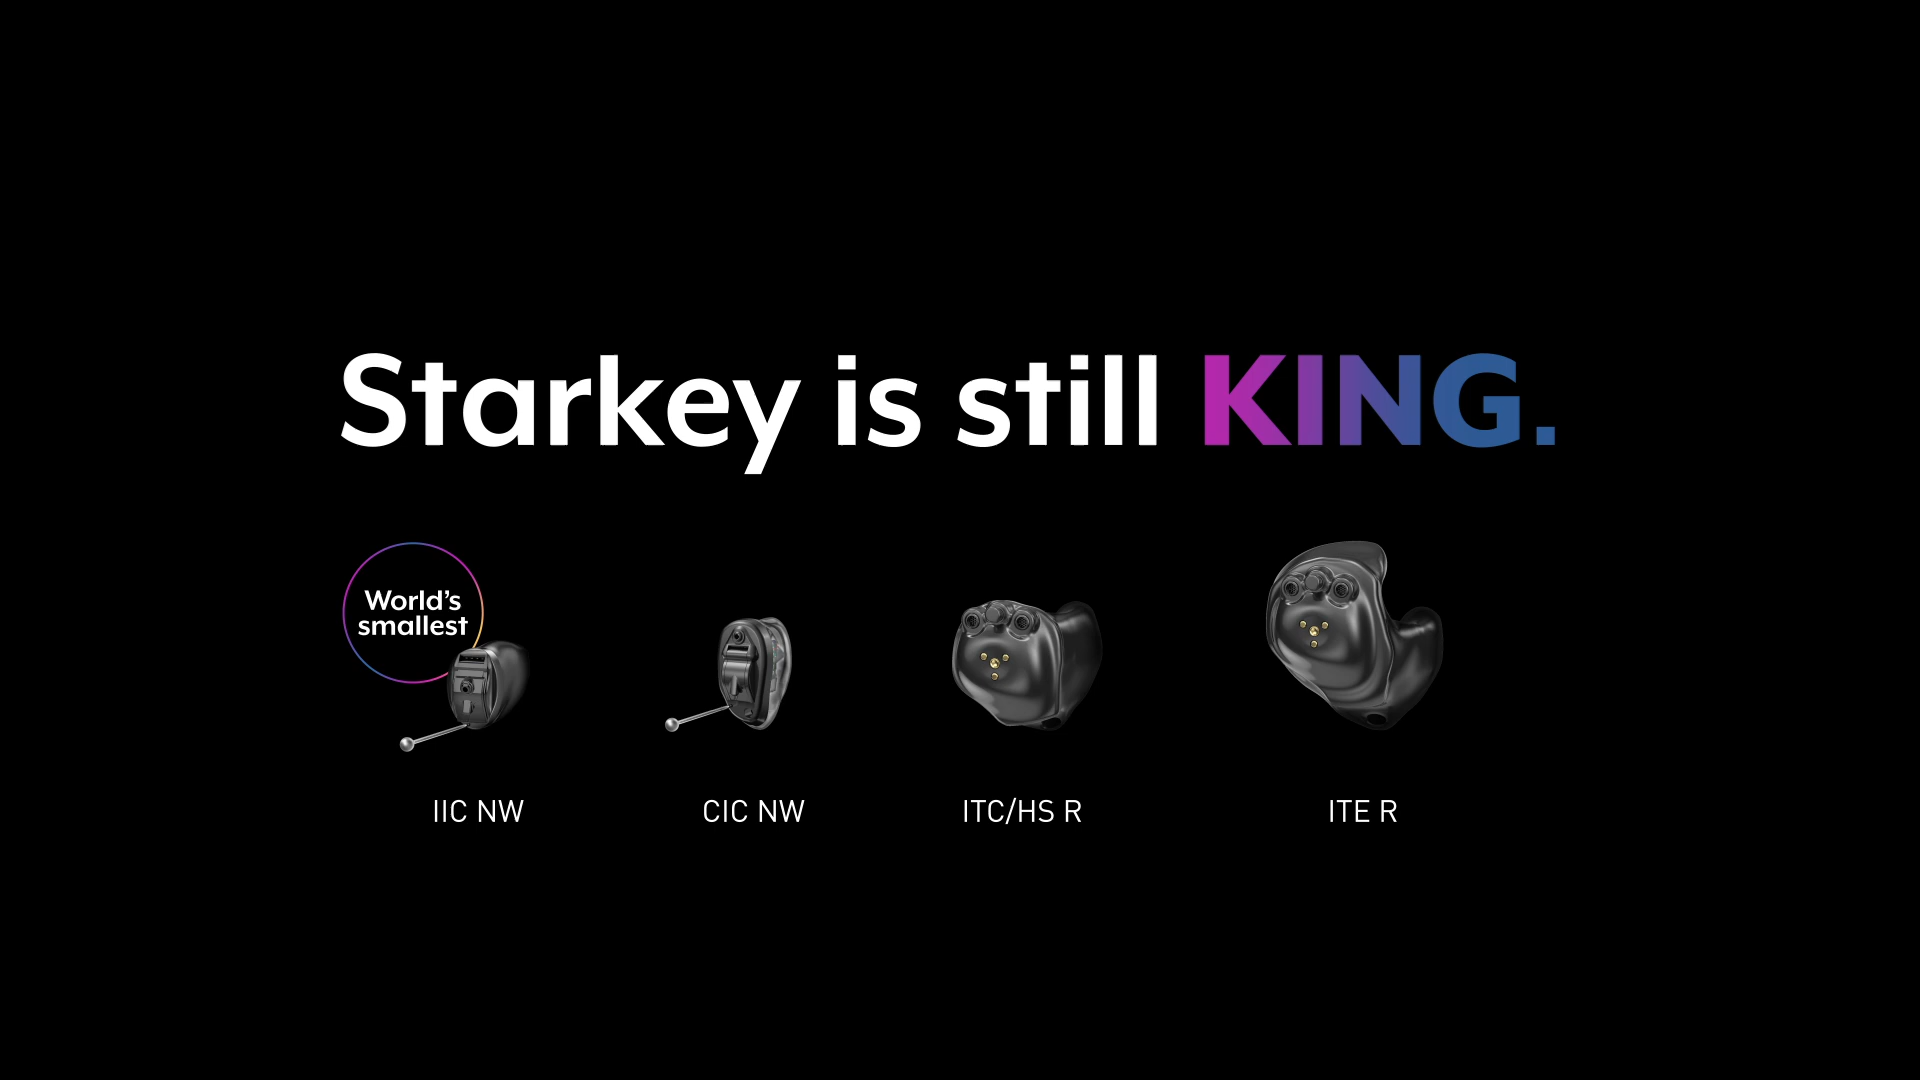 Starkey is still KING.
World's
smallest
IIC NW
CIC NW
ITC/HS R
ITE R